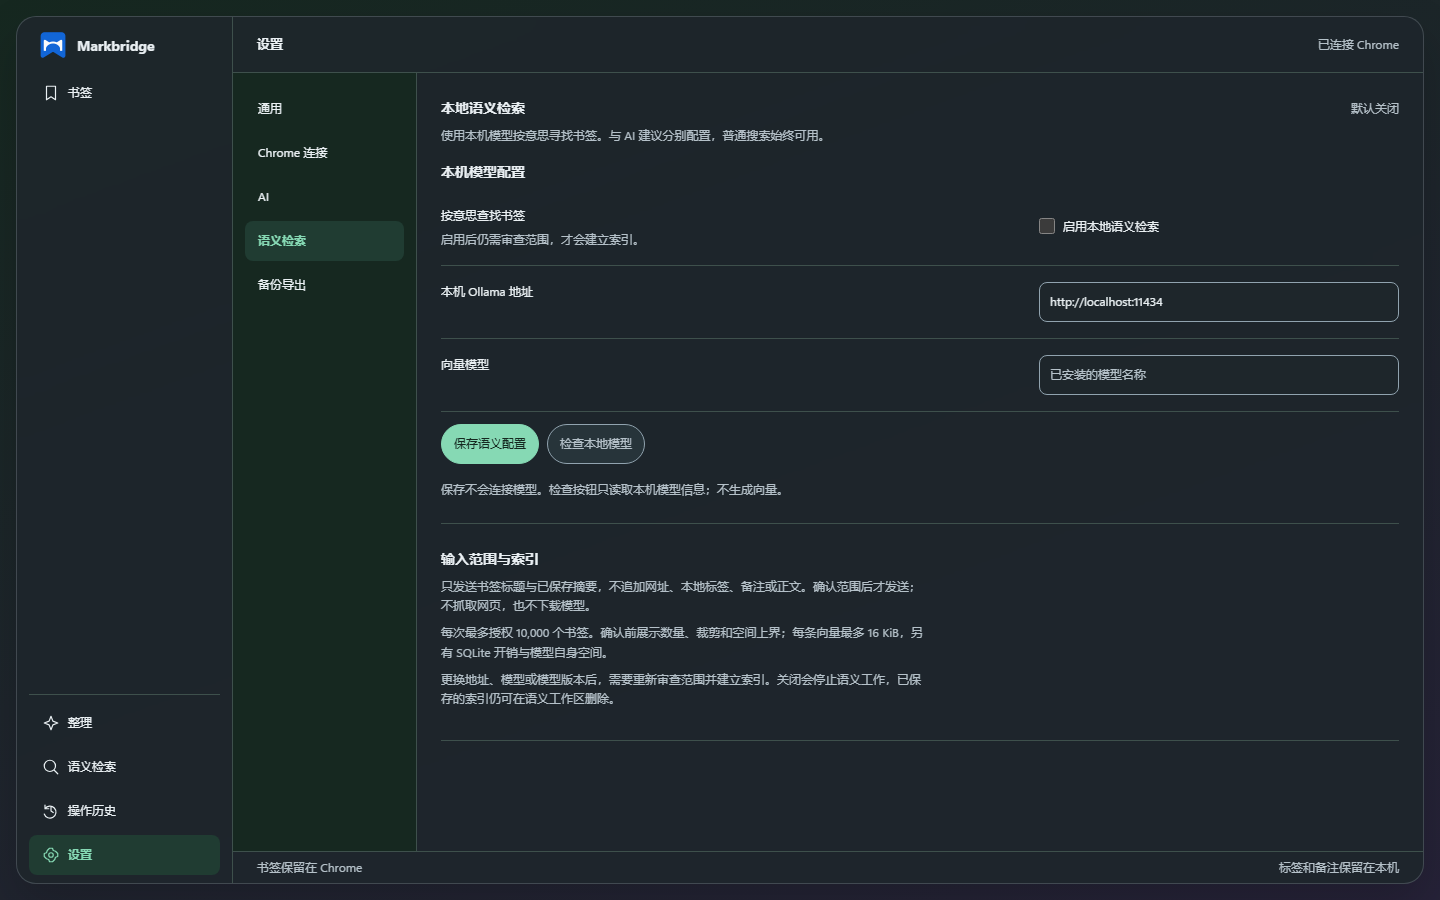 Markbridge
设置
已连接 Chrome
书签
通用
Chrome 连接
AI
语义检索
备份导出
本地语义检索
默认关闭
使用本机模型按意思寻找书签。与 AI 建议分别配置，普通搜索始终可用。
本机模型配置
按意思查找书签
启用后仍需审查范围，才会建立索引。
启用本地语义检索
本机 Ollama 地址
http://localhost:11434
向量模型
已安装的模型名称
保存语义配置
检查本地模型
保存不会连接模型。检查按钮只读取本机模型信息；不生成向量。
输入范围与索引
只发送书签标题与已保存摘要，不追加网址、本地标签、备注或正文。确认范围后才发送；
不抓取网页，也不下载模型。
每次最多授权 10,000 个书签。确认前展示数量、裁剪和空间上界；每条向量最多 16 KiB，另
有 SQLite 开销与模型自身空间。
更换地址、模型或模型版本后，需要重新审查范围并建立索引。关闭会停止语义工作，已保
存的索引仍可在语义工作区删除。
整理
语义检索
操作历史
设置
书签保留在 Chrome
标签和备注保留在本机